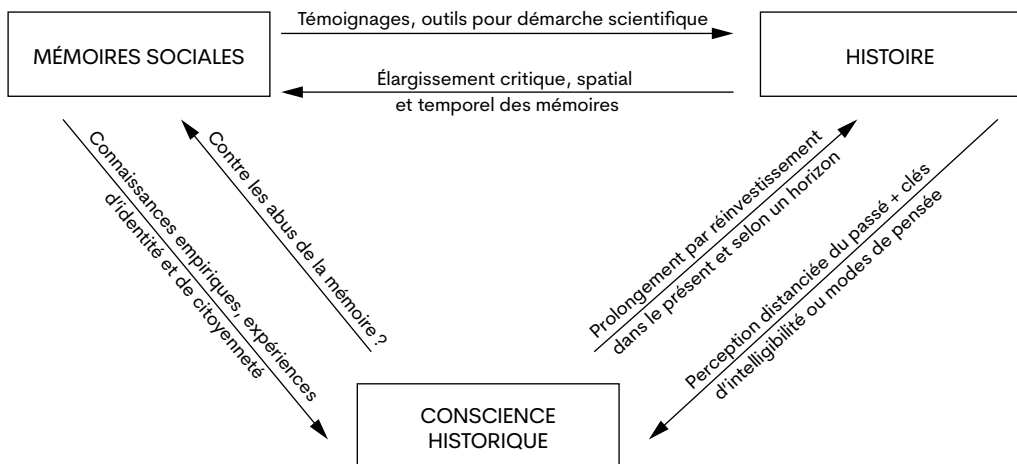 Témoignages, outils pour démarche scientifique
MÉMOIRES SOCIALES
HISTOIRE
Élargissement critique, spatial
et temporel des mémoires
Connaissances empiriques, expériences
d'identité et de citoyenneté
Contre les abus de la mémoire ?
Prolongement par réinvestissement
dans le présent et selon un horizon
Perception distanciée du passé + clés
d'intelligibilité ou modes de pensée
CONSCIENCE
HISTORIQUE